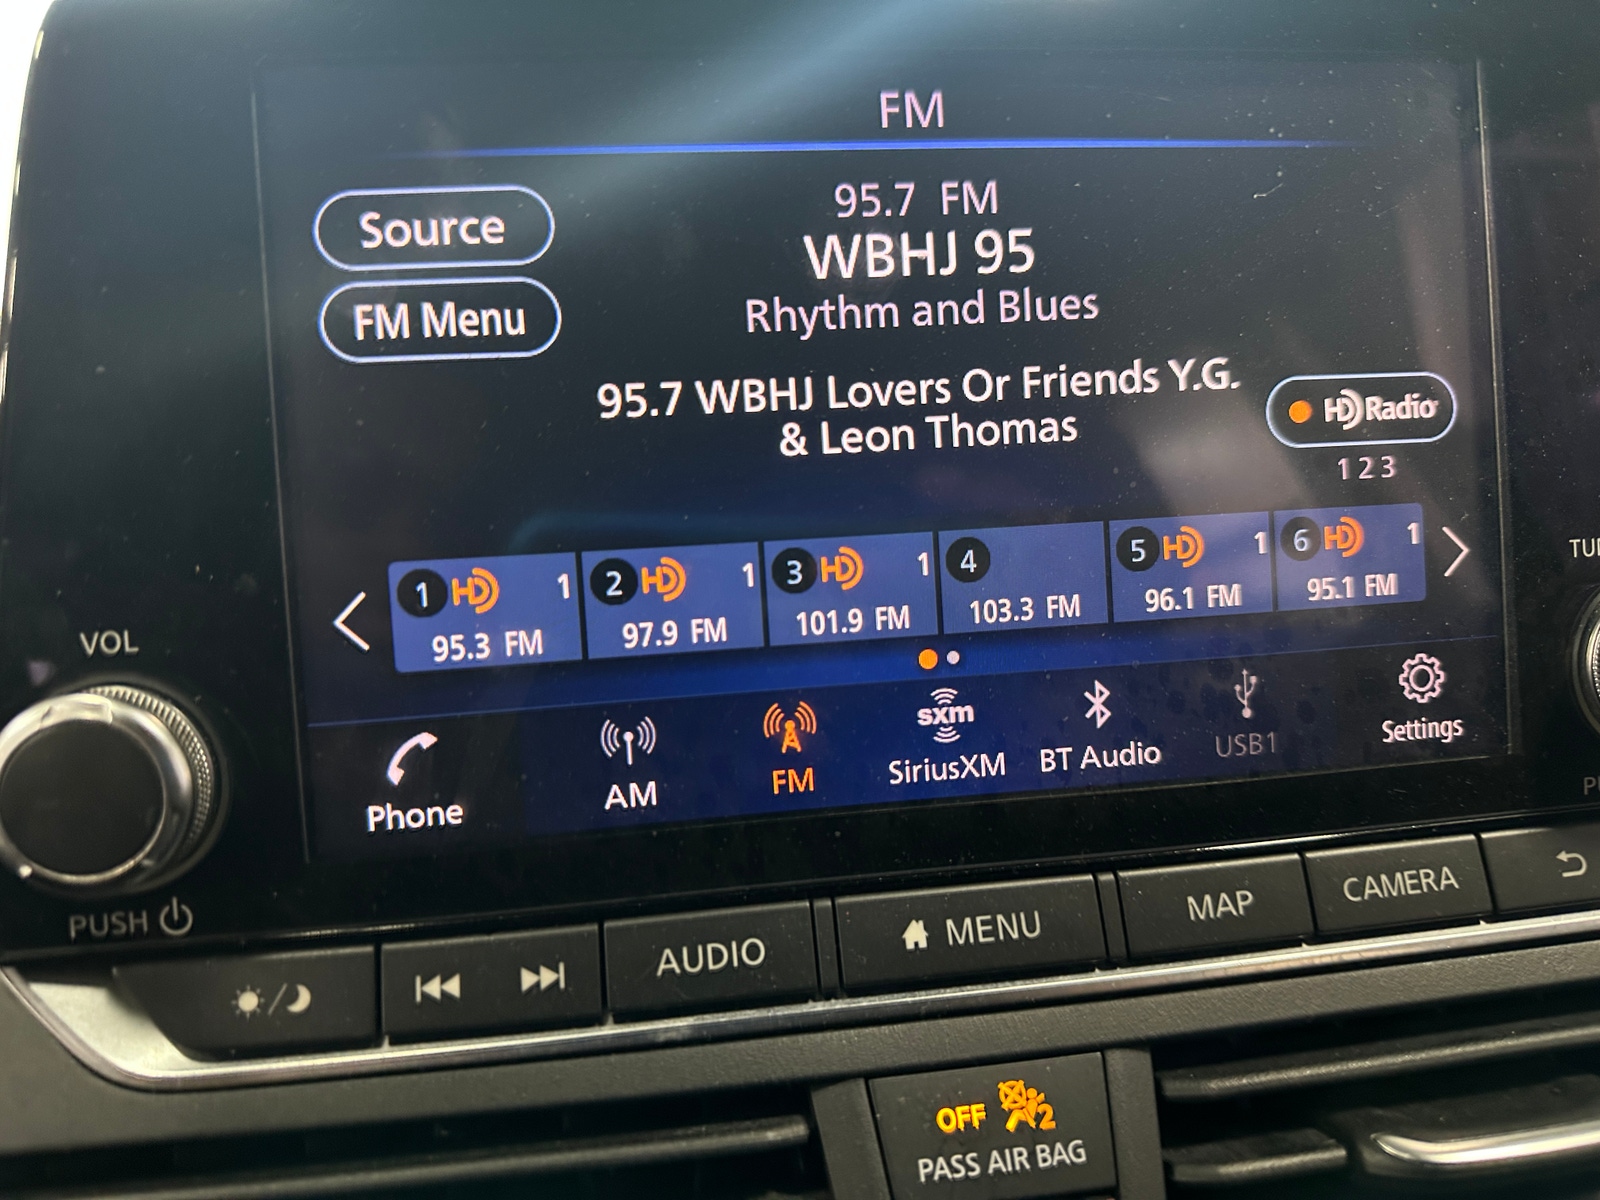 FM
Source
FM Menu
95.7 FM
WBHJ 95
Rhythm and Blues
95.7 WBHJ Lovers Or Friends Y.G.
& Leon Thomas
HD Radio
1 2 3
1 HD 1
95.3 FM
2 HD 1
97.9 FM
3 HD 1
101.9 FM
4
103.3 FM
5 HD 1
96.1 FM
6 HD 1
95.1 FM
Phone
AM
FM
sxm
SiriusXM
BT Audio
USB1
Settings
VOL
PUSH
AUDIO
MENU
MAP
CAMERA
OFF 2
PASS AIR BAG